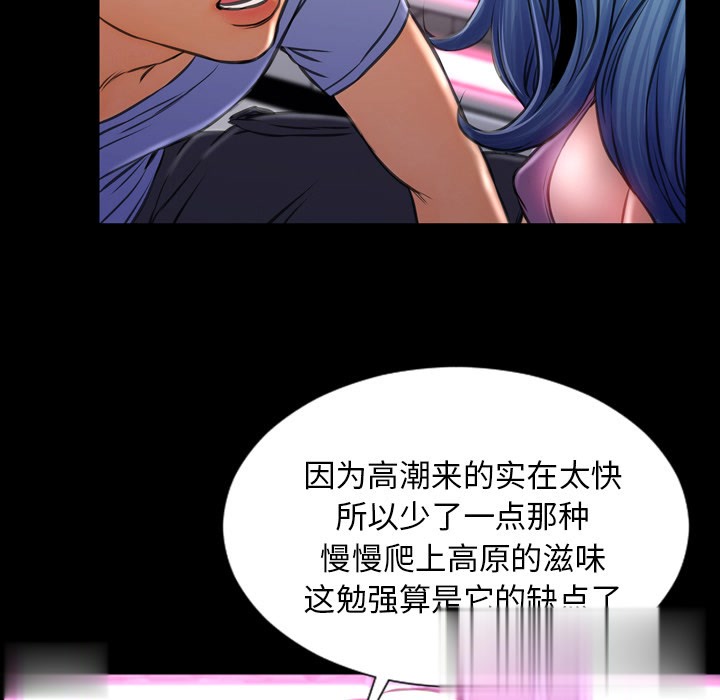 因为高潮来的实在太快
所以少了一点那种
慢慢爬上高原的滋味
这勉强算是它的缺点了